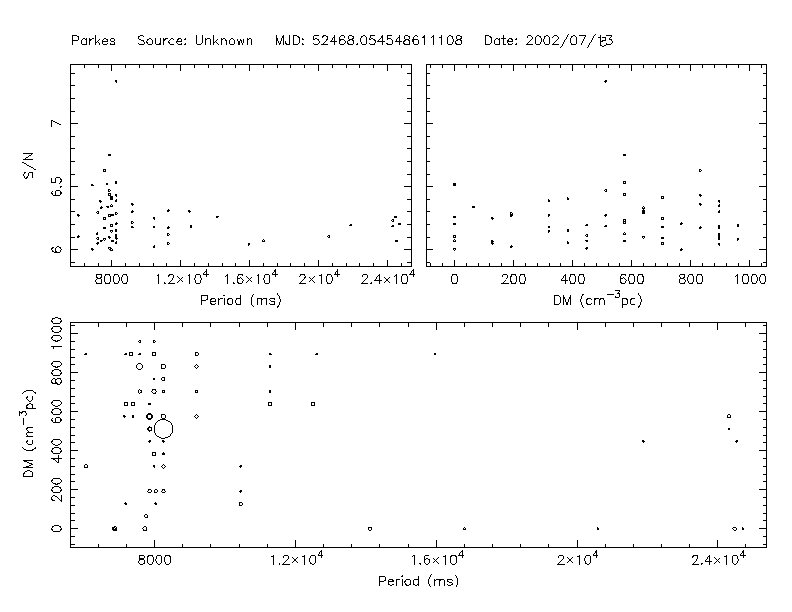 Parkes Source: Unknown MJD: 52468.054548611108 Date: 2002/07/
S/N
7
6.5
6
8000 1.2×10⁴ 1.6×10⁴ 2×10⁴ 2.4×10⁴
Period (ms)
0 200 400 600 800 1000
DM (cm⁻³pc)
DM (cm⁻³pc)
1000
800
600
400
200
0
8000 1.2×10⁴ 1.6×10⁴ 2×10⁴ 2.4×10⁴
Period (ms)